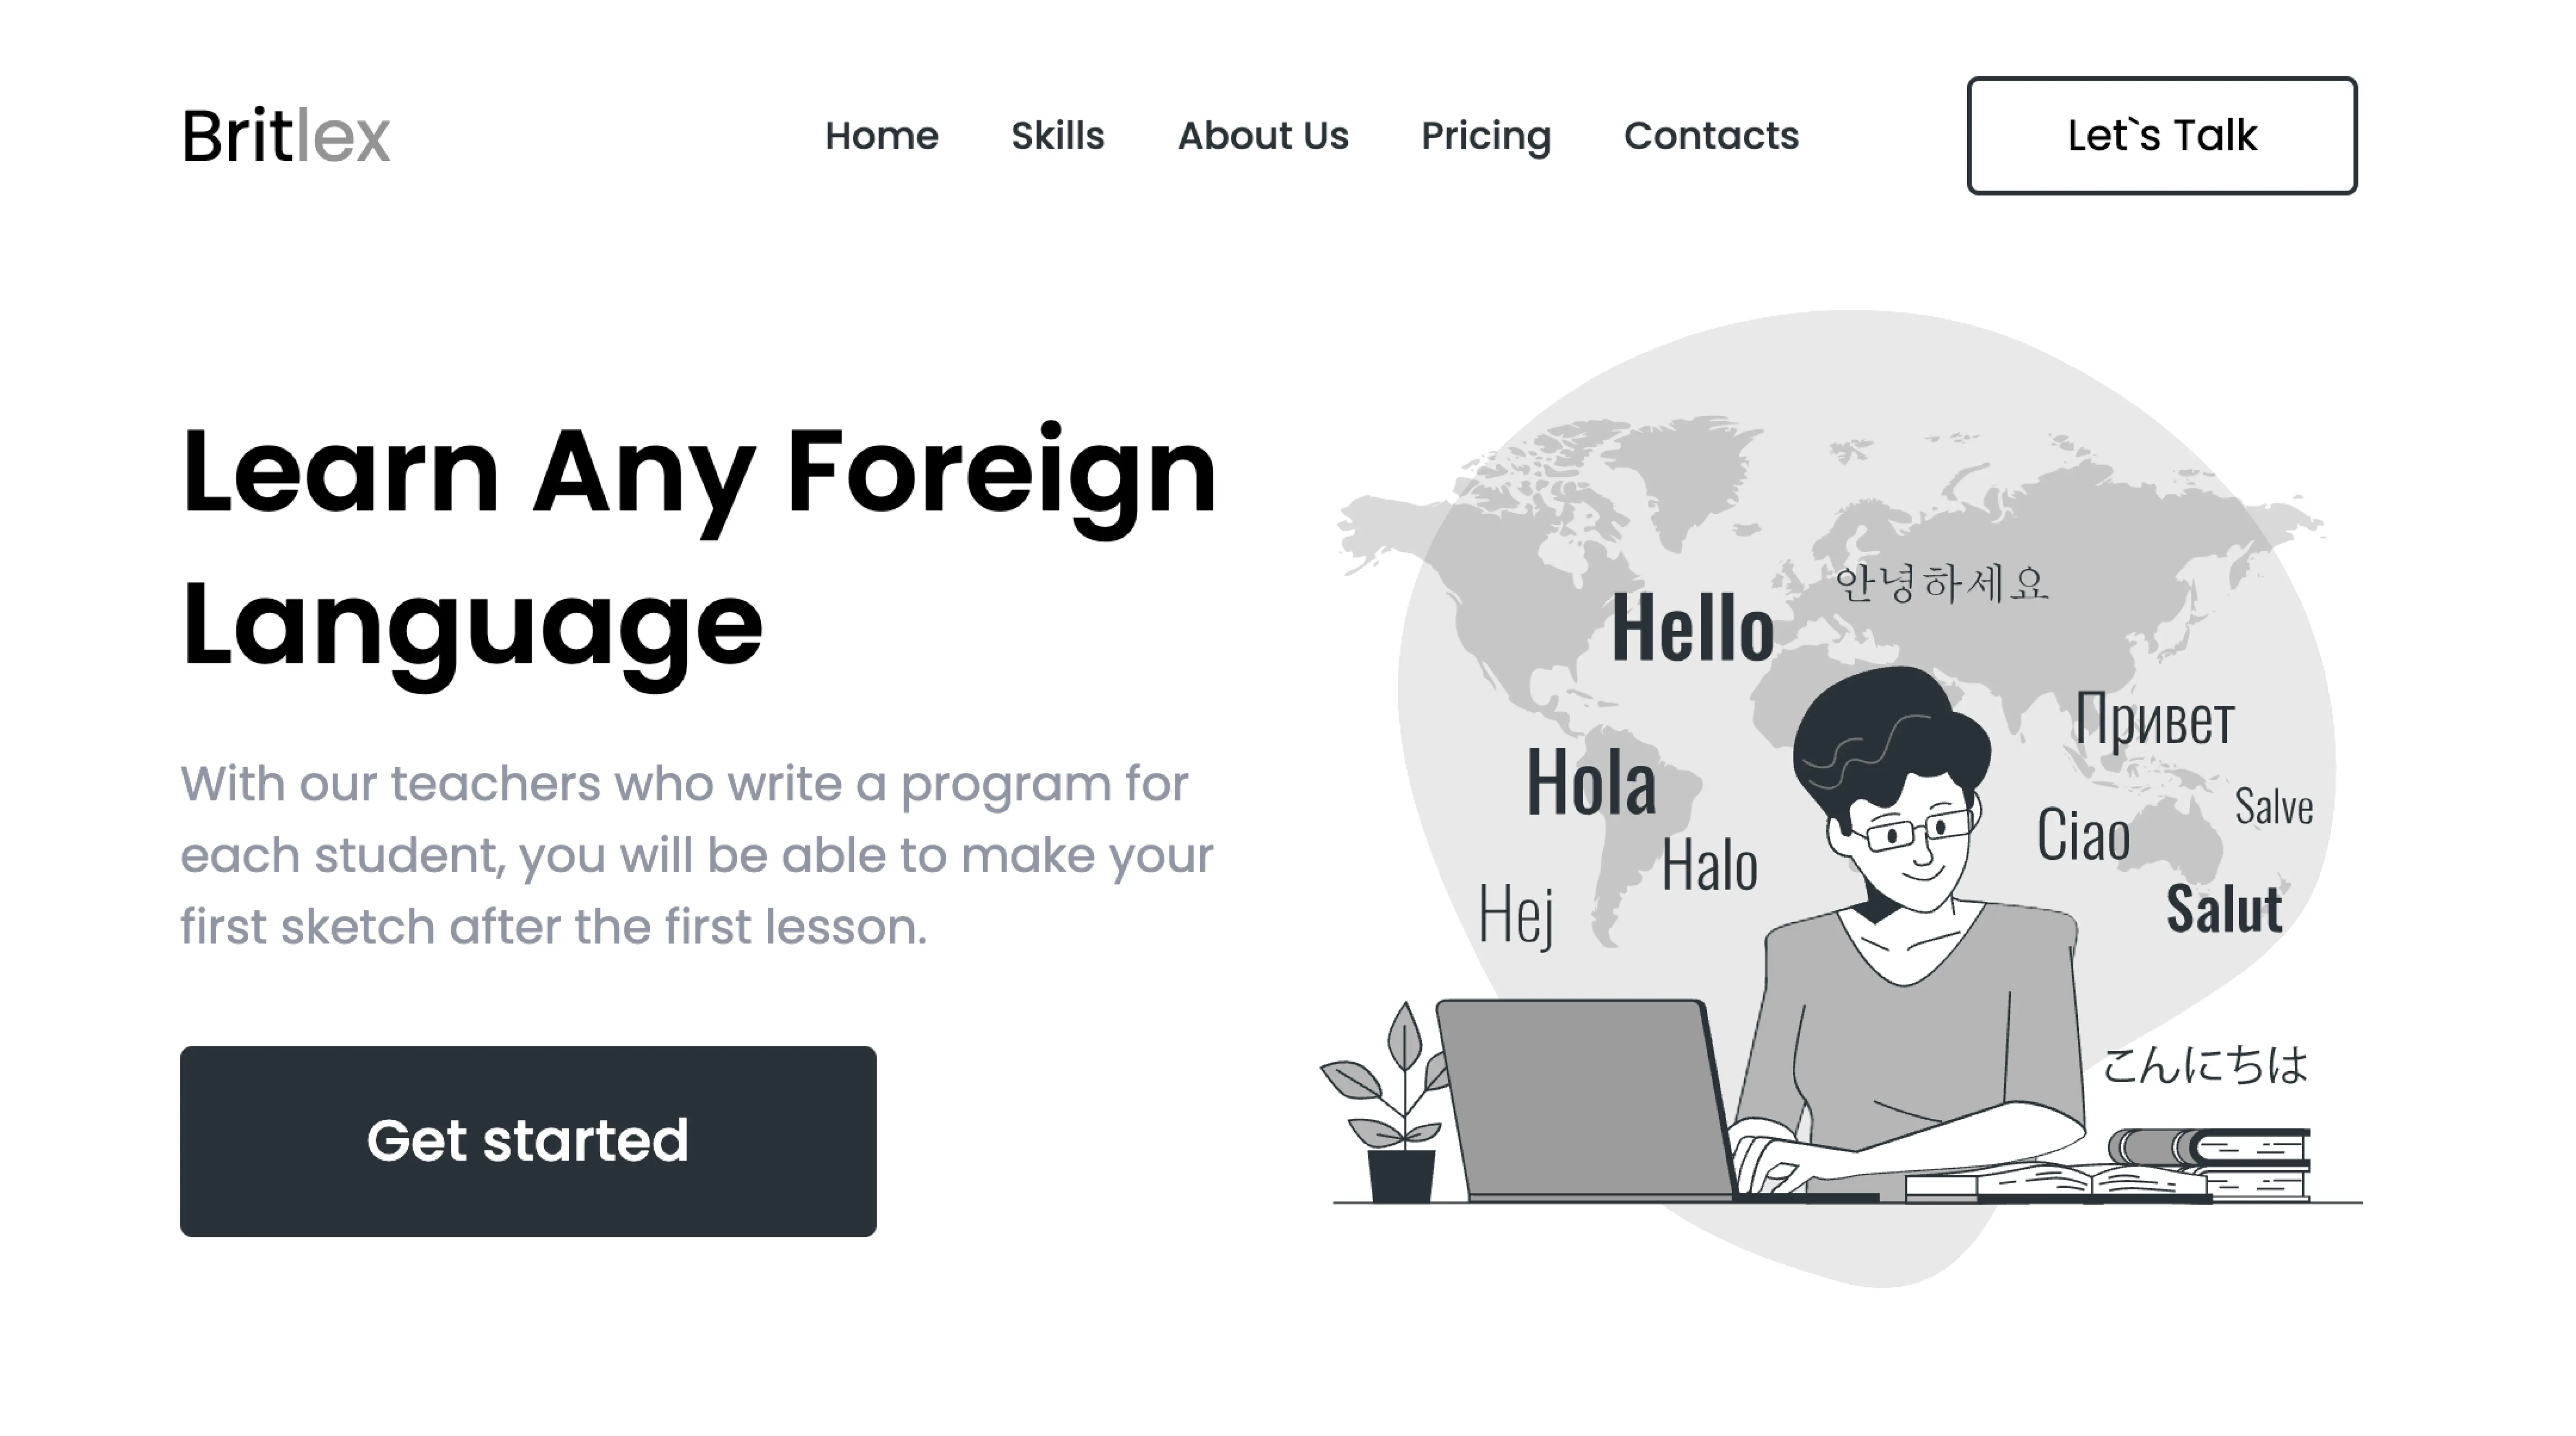 Britlex
Home
Skills
About Us
Pricing
Contacts
Let`s Talk
Learn Any Foreign
Language
With our teachers who write a program for
each student, you will be able to make your
first sketch after the first lesson.
Get started
안녕하세요
Hello
Привет
Hola
Salve
Ciao
Halo
Hej
Salut
こんにちは